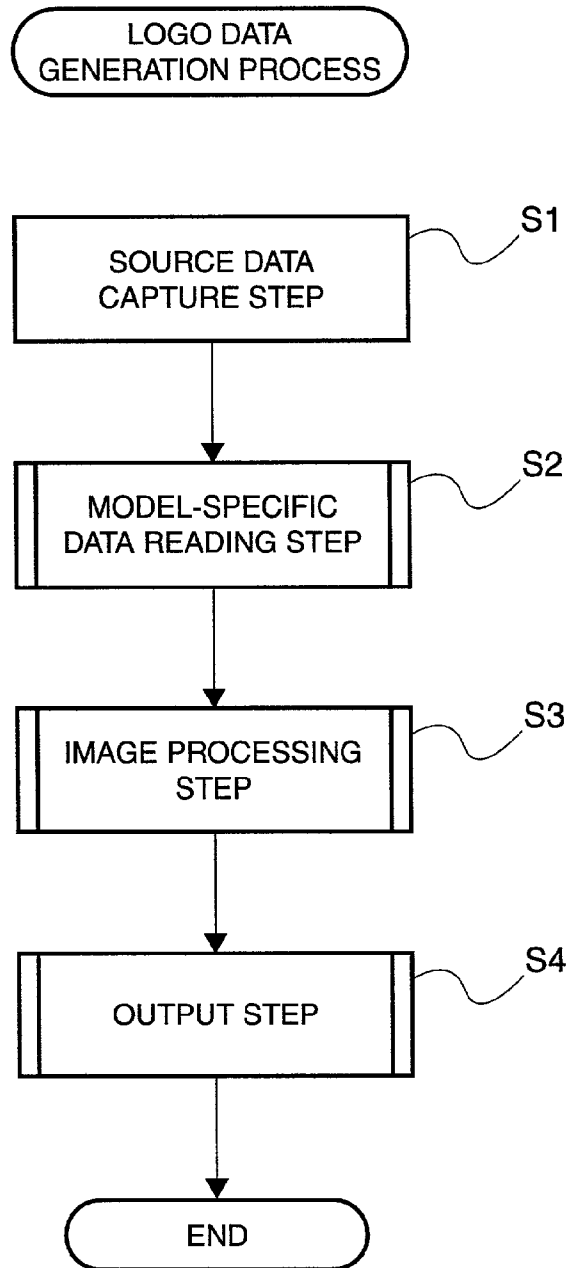 LOGO DATA
GENERATION PROCESS
S1
SOURCE DATA
CAPTURE STEP
S2
MODEL-SPECIFIC
DATA READING STEP
S3
IMAGE PROCESSING
STEP
S4
OUTPUT STEP
END